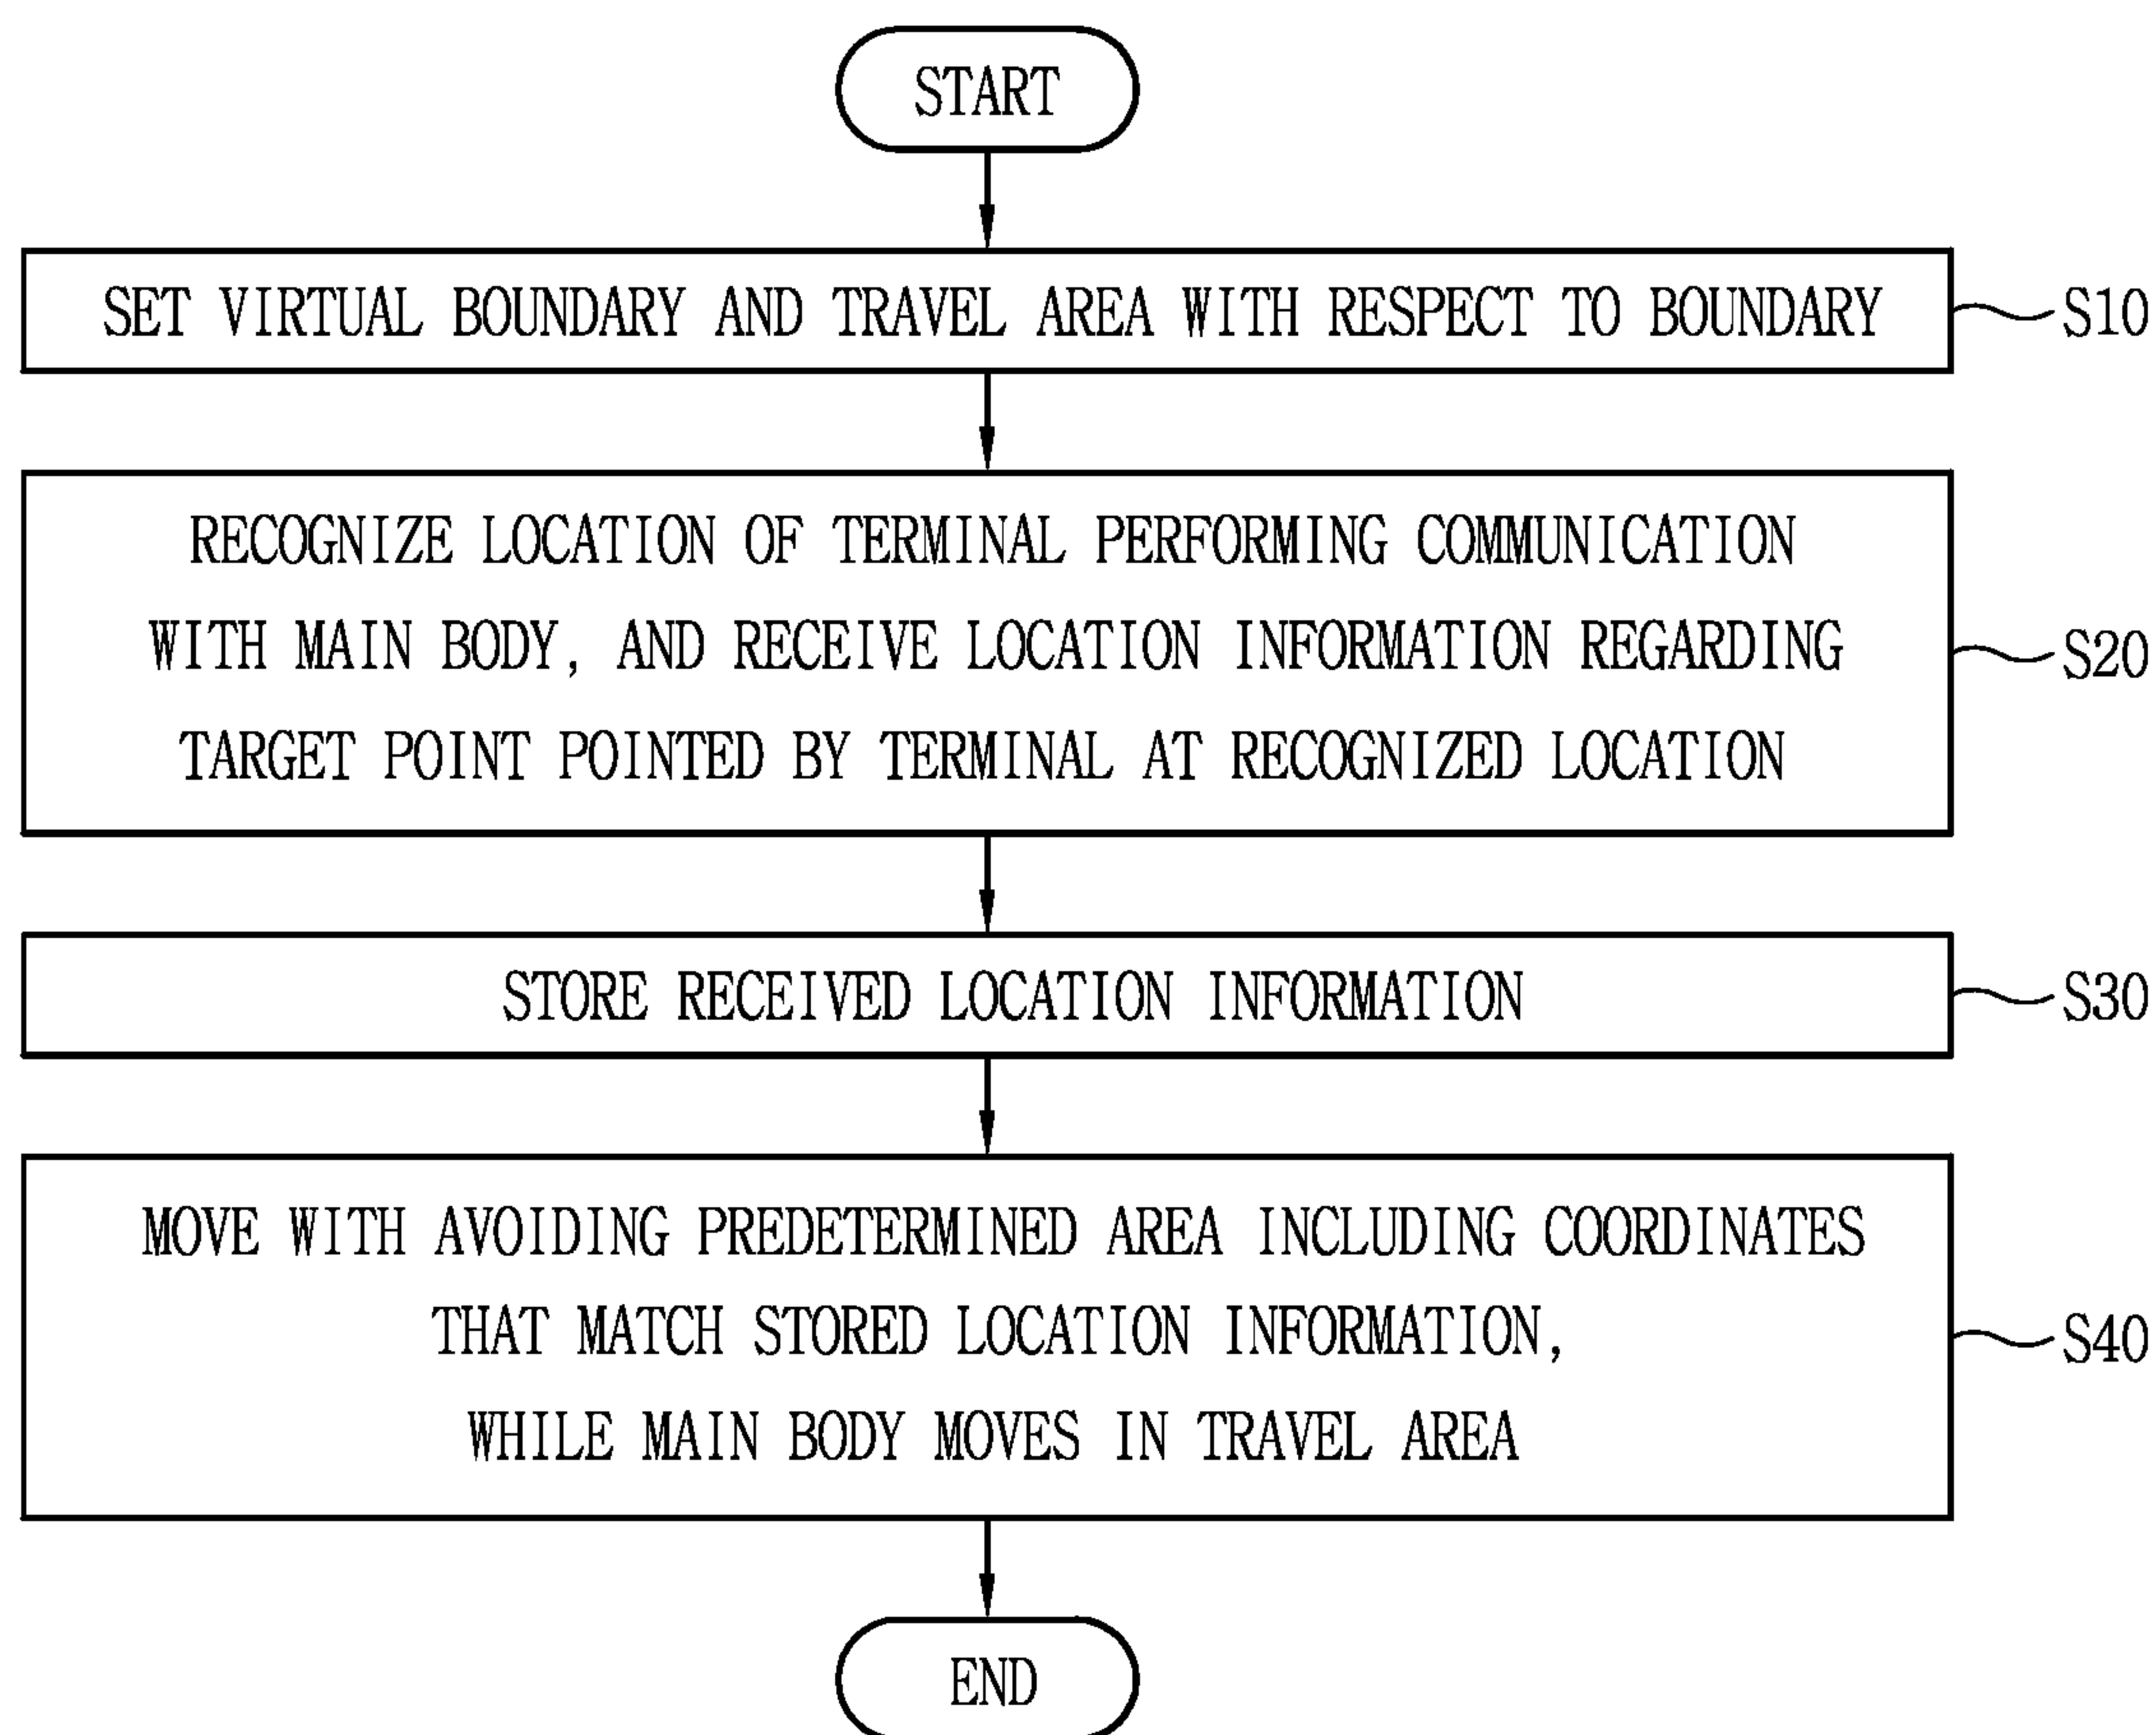 START
SET VIRTUAL BOUNDARY AND TRAVEL AREA WITH RESPECT TO BOUNDARY
S10
RECOGNIZE LOCATION OF TERMINAL PERFORMING COMMUNICATION
WITH MAIN BODY, AND RECEIVE LOCATION INFORMATION REGARDING
TARGET POINT POINTED BY TERMINAL AT RECOGNIZED LOCATION
S20
STORE RECEIVED LOCATION INFORMATION
S30
MOVE WITH AVOIDING PREDETERMINED AREA INCLUDING COORDINATES
THAT MATCH STORED LOCATION INFORMATION,
WHILE MAIN BODY MOVES IN TRAVEL AREA
S40
END